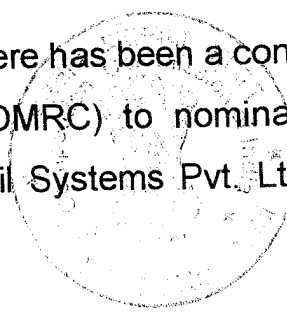 ere has been a con
DMRC) to nomina
il Systems Pvt. Lt